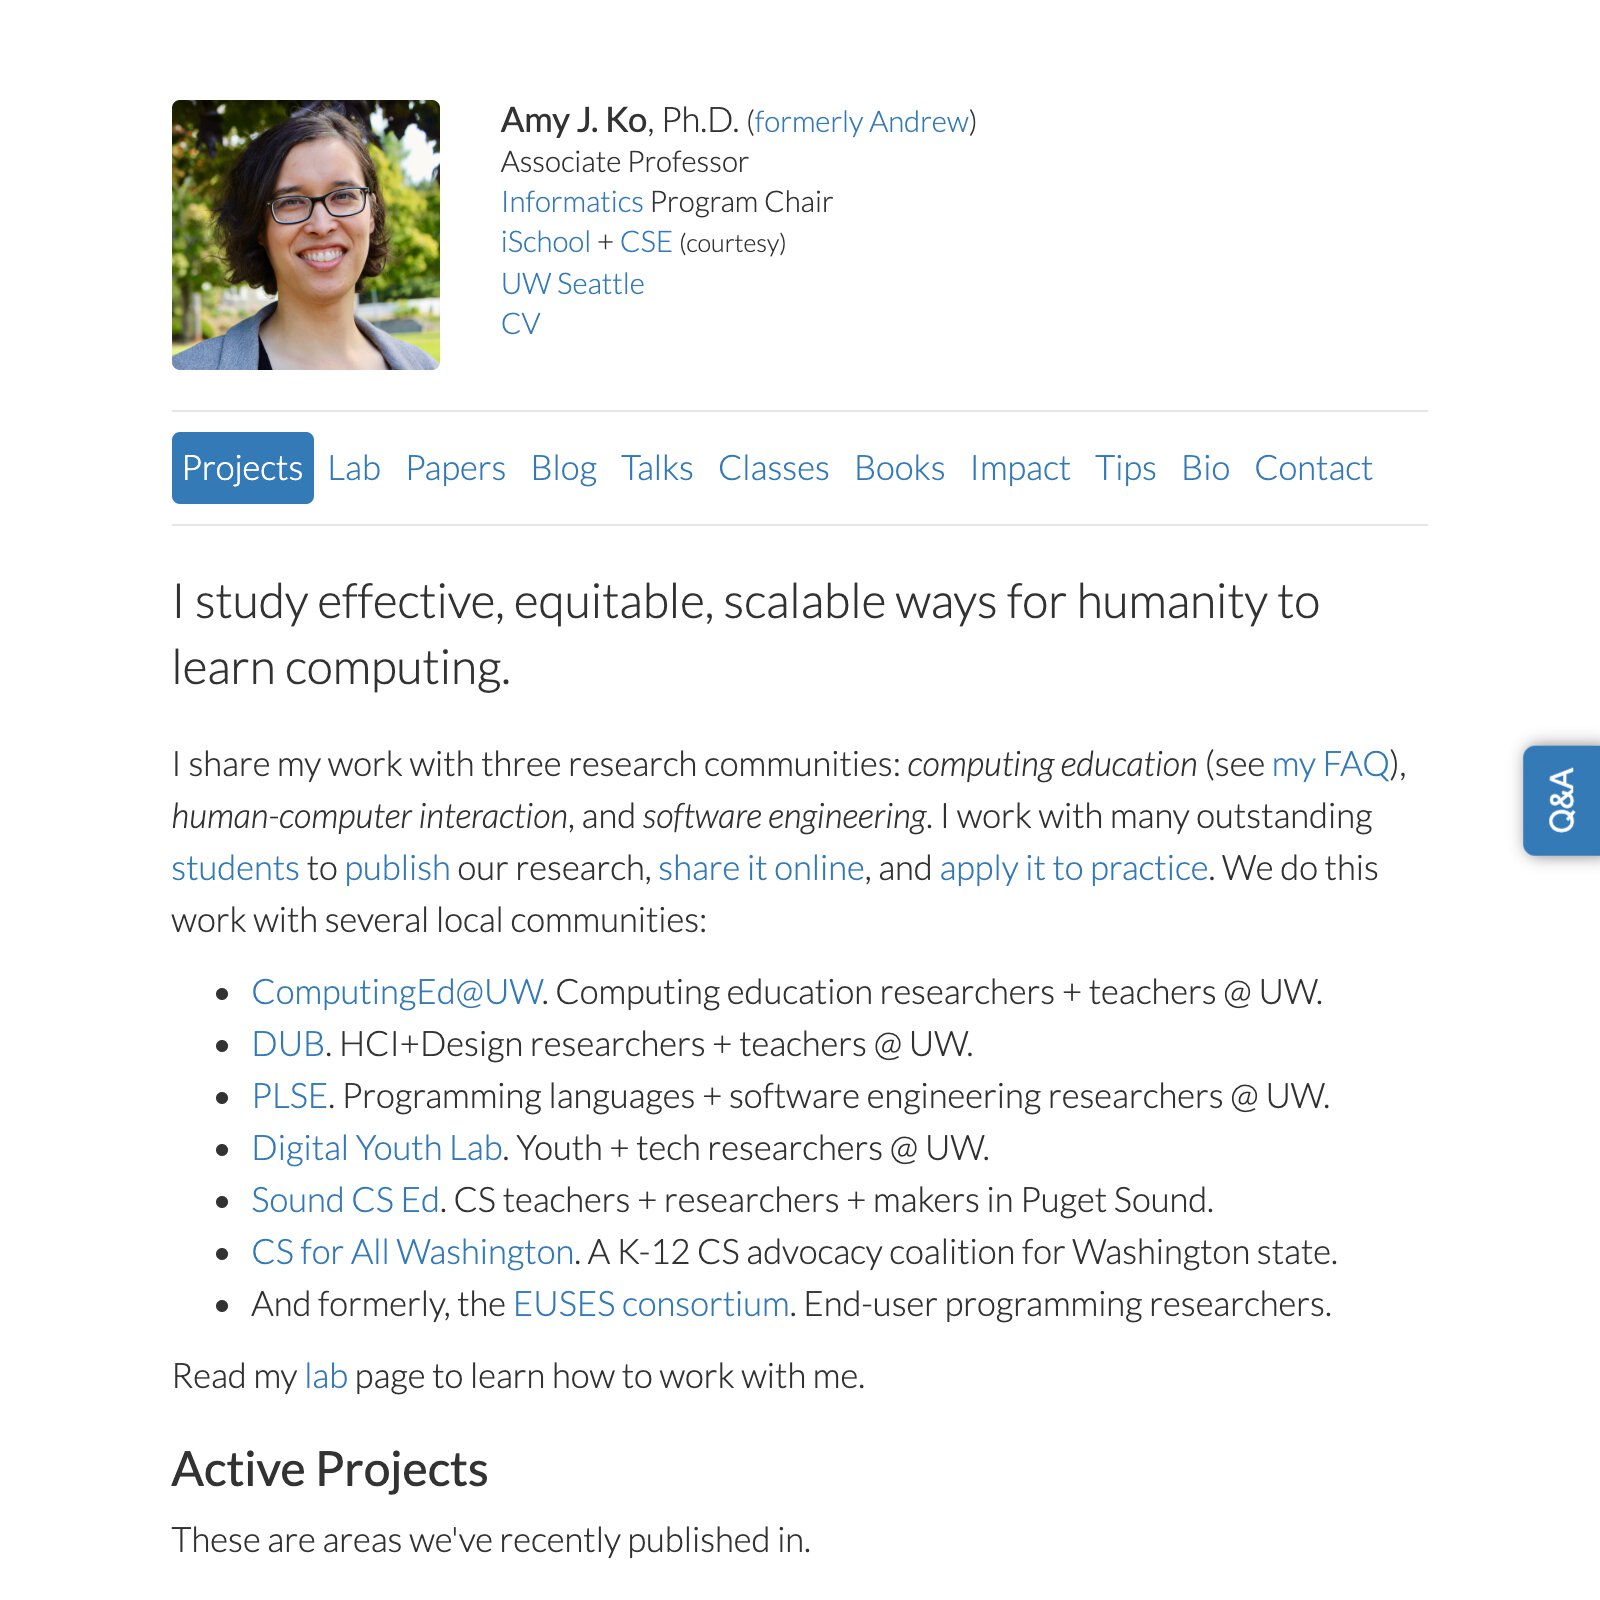 Amy J. Ko, Ph.D. (formerly Andrew)
Associate Professor
Informatics Program Chair
iSchool + CSE (courtesy)
UW Seattle
CV
Projects Lab Papers Blog Talks Classes Books Impact Tips Bio Contact
I study effective, equitable, scalable ways for humanity to
learn computing.
I share my work with three research communities: computing education (see my FAQ),
human-computer interaction, and software engineering. I work with many outstanding
students to publish our research, share it online, and apply it to practice. We do this
work with several local communities:
• ComputingEd@UW. Computing education researchers + teachers @ UW.
• DUB. HCI+Design researchers + teachers @ UW.
• PLSE. Programming languages + software engineering researchers @ UW.
• Digital Youth Lab. Youth + tech researchers @ UW.
• Sound CS Ed. CS teachers + researchers + makers in Puget Sound.
• CS for All Washington. A K-12 CS advocacy coalition for Washington state.
• And formerly, the EUSES consortium. End-user programming researchers.
Read my lab page to learn how to work with me.
Active Projects
These are areas we've recently published in.
Q&A